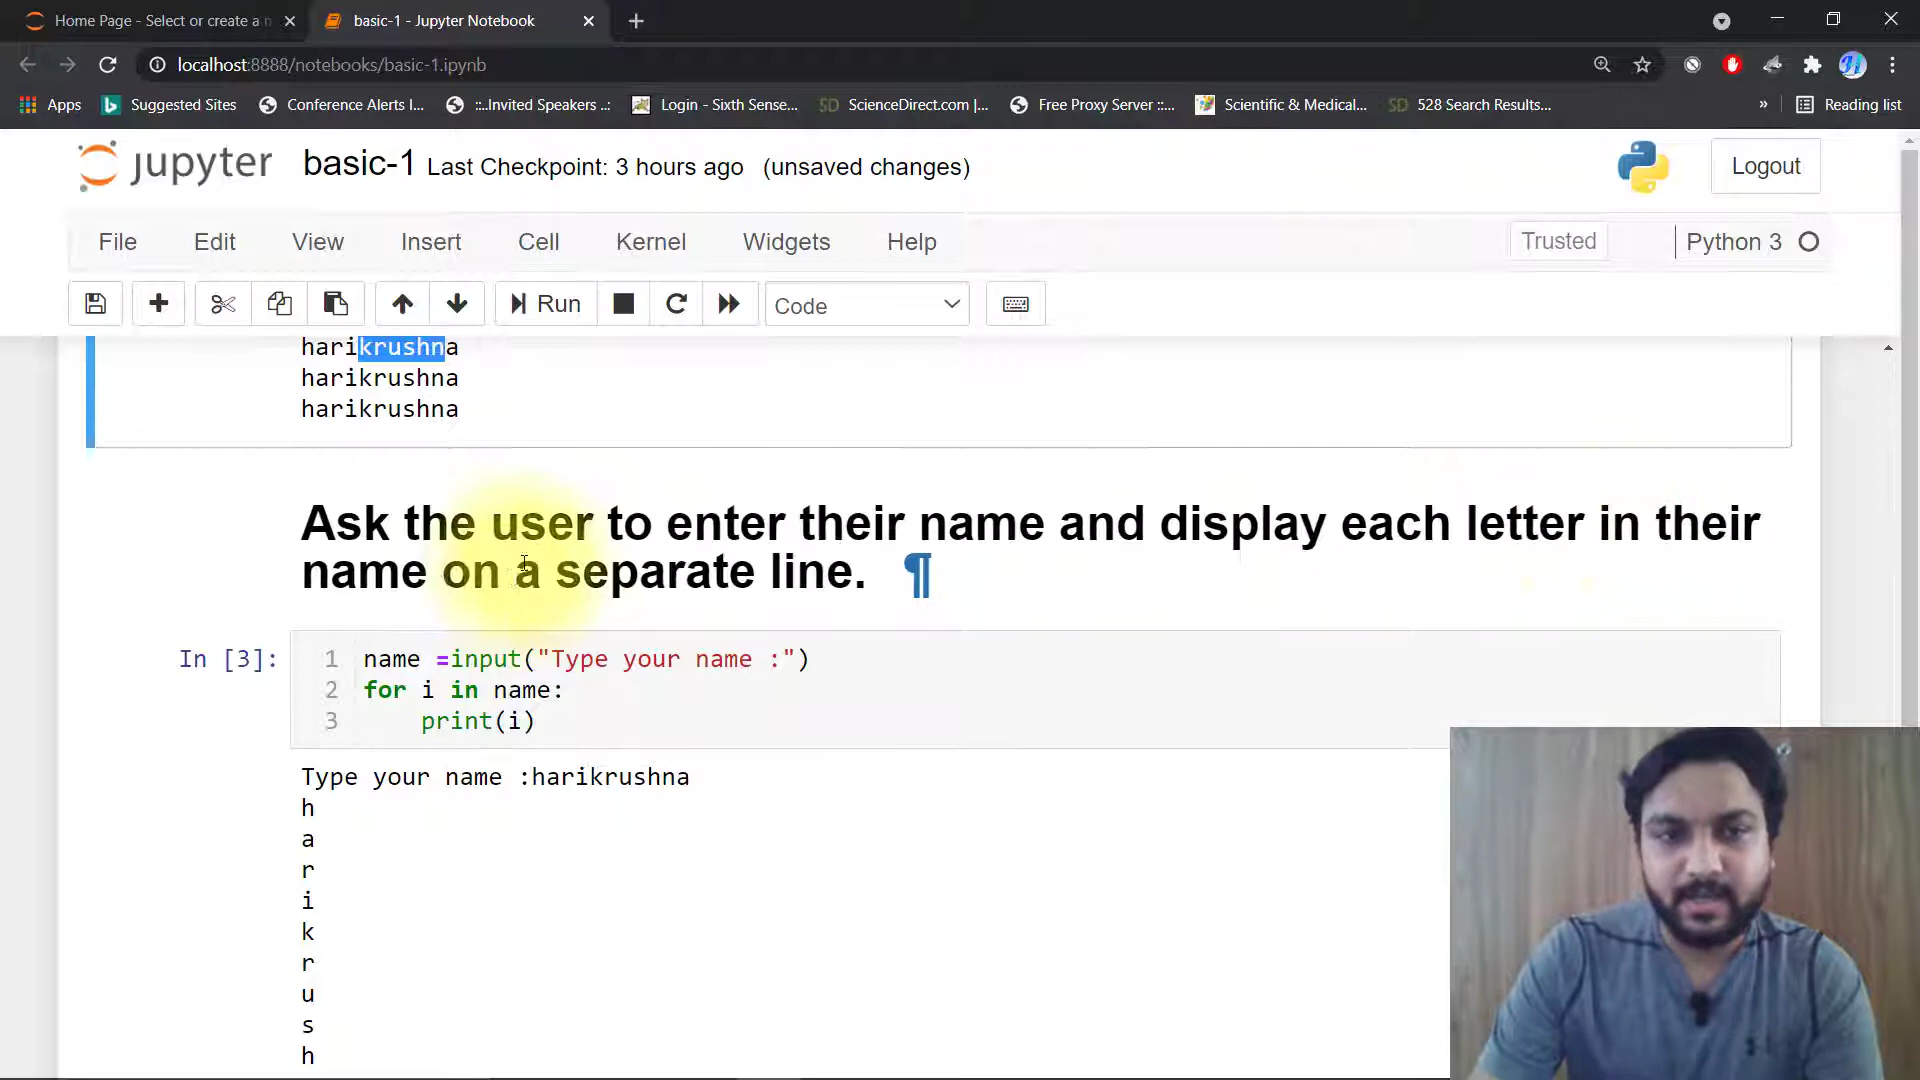 Home Page - Select or create a n
basic-1 - Jupyter Notebook
localhost:8888/notebooks/basic-1.ipynb
Apps
Suggested Sites
Conference Alerts I...
::..Invited Speakers ..:
Login - Sixth Sense...
SD
ScienceDirect.com |...
Free Proxy Server ::...
Scientific & Medical...
SD
528 Search Results...
»
Reading list
jupyter
basic-1 Last Checkpoint: 3 hours ago (unsaved changes)
Logout
File
Edit
View
Insert
Cell
Kernel
Widgets
Help
Trusted
Python 3
Run
Code
harikrushna
harikrushna
harikrushna
Ask the user to enter their name and display each letter in their
name on a separate line. ¶
In [3]:
1 name =input("Type your name :")
2 for i in name:
3 print(i)
Type your name :harikrushna
h
a
r
i
k
r
u
s
h